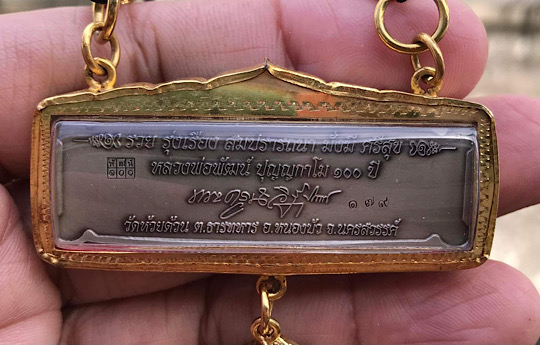 รวย รุ่งเรือง สมปรารถนา มั่งมี ศรีสุข
หลวงพ่อพัฒน์ ปุญญกาโม ๑๐๐ ปี
๑๗๙
วัดห้วยด้วน ต.ธารทหาร อ.หนองบัว จ.นครสวรรค์